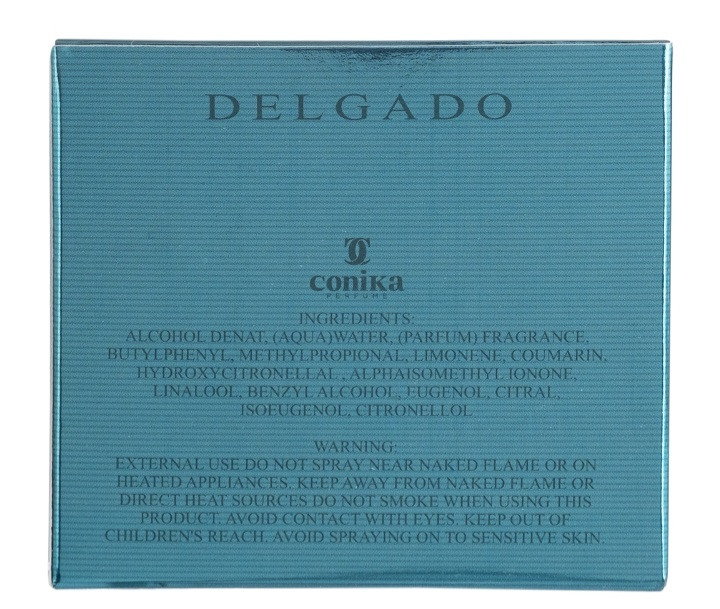 DELGADO
conika
PERFUME
INGREDIENTS:
ALCOHOL DENAT, (AQUA)WATER, (PARFUM) FRAGRANCE,
BUTYLPHENYL, METHYLPROPIONAL, LIMONENE, COUMARIN,
HYDROXYCITRONELLAL , ALPHAISOMETHYL IONONE,
LINALOOL, BENZYL ALCOHOL, EUGENOL, CITRAL,
ISOEUGENOL, CITRONELLOL
WARNING:
EXTERNAL USE DO NOT SPRAY NEAR NAKED FLAME OR ON
HEATED APPLIANCES. KEEP AWAY FROM NAKED FLAME OR
DIRECT HEAT SOURCES DO NOT SMOKE WHEN USING THIS
PRODUCT. AVOID CONTACT WITH EYES. KEEP OUT OF
CHILDREN'S REACH. AVOID SPRAYING ON TO SENSITIVE SKIN.